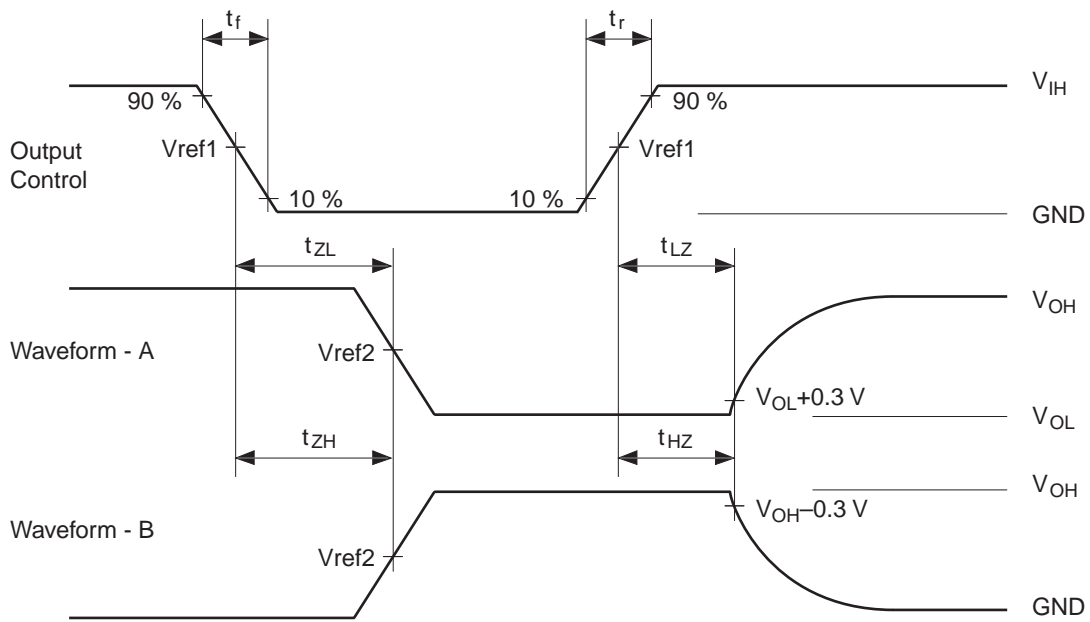 tf
tr
VIH
90 %
90 %
Vref1
Vref1
Output
Control
10 %
10 %
GND
tZL
tLZ
VOH
Waveform - A
Vref2
VOL+0.3 V
VOL
tZH
tHZ
VOH
VOH–0.3 V
Waveform - B
Vref2
GND